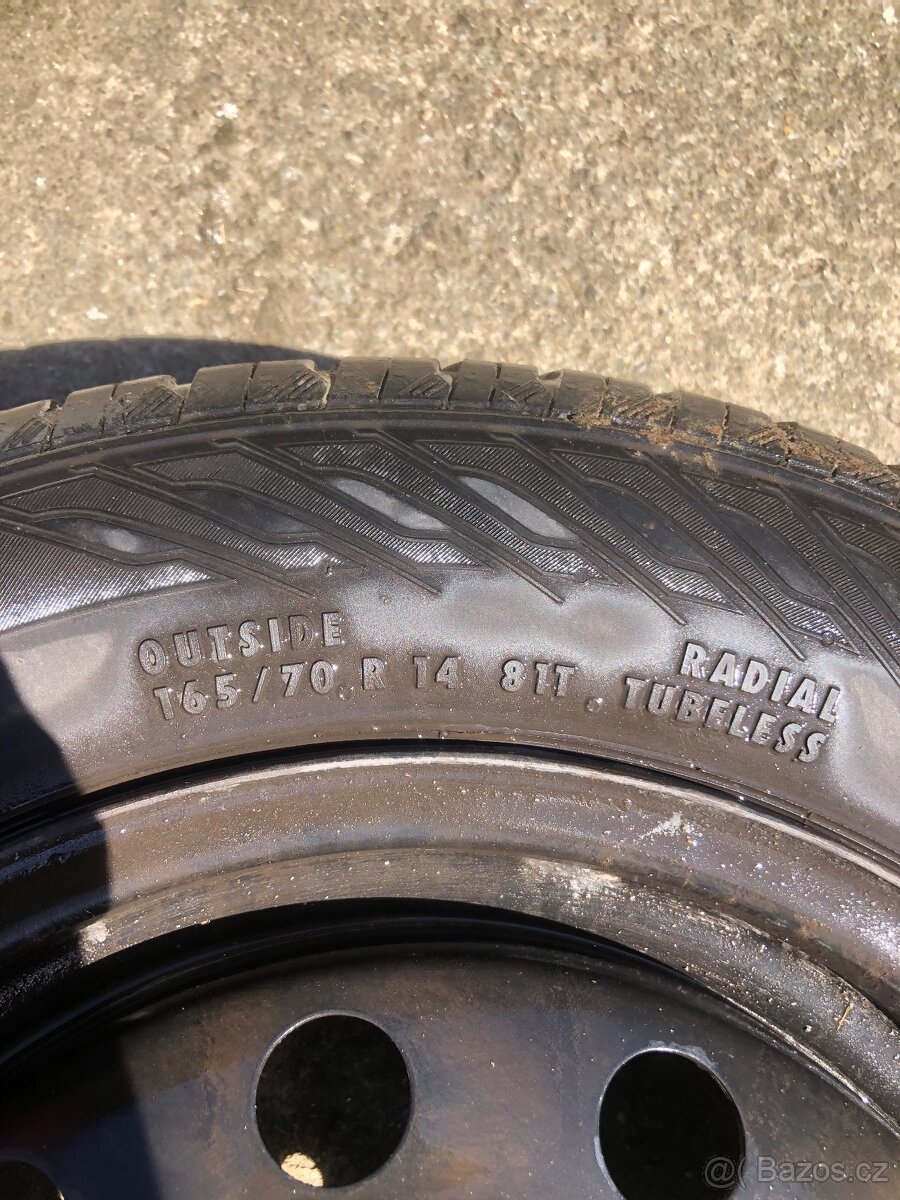 OUTSIDE
165/70 R 14 81T
RADIAL
TUBELESS
@( Bazos.cz